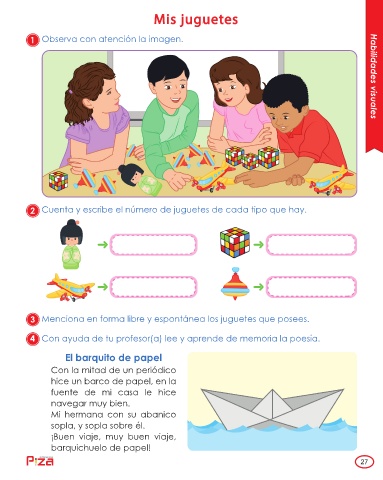 Mis juguetes
1 Observa con atención la imagen.
Habilidades visuales
2 Cuenta y escribe el número de juguetes de cada tipo que hay.
3 Menciona en forma libre y espontánea los juguetes que posees.
4 Con ayuda de tu profesor(a) lee y aprende de memoria la poesía.
El barquito de papel
Con la mitad de un periódico
hice un barco de papel, en la
fuente de mi casa le hice
navegar muy bien.
Mi hermana con su abanico
sopla, y sopla sobre él.
¡Buen viaje, muy buen viaje,
barquichuelo de papel!
27